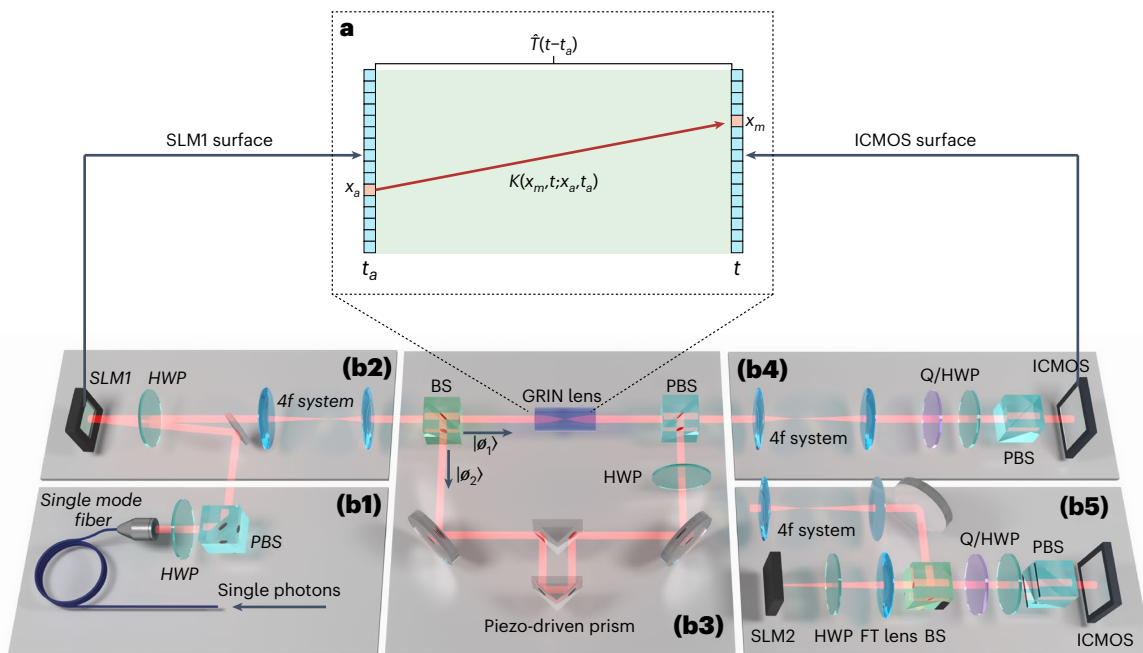 a
T̂(t−tₐ)
SLM1 surface
ICMOS surface
xₘ
xₐ
K(xₘ,t;xₐ,tₐ)
tₐ
t
(b2)
SLM1
HWP
4f system
BS
GRIN lens
PBS
|ø₁⟩
|ø₂⟩
HWP
Piezo-driven prism
(b3)
(b4)
ICMOS
Q/HWP
4f system
PBS
(b1)
Single mode
fiber
PBS
HWP
Single photons
(b5)
4f system
Q/HWP
PBS
SLM2
HWP
FT lens
BS
ICMOS